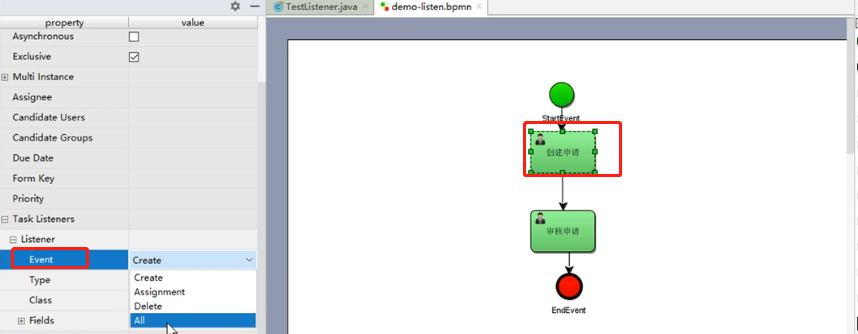 TestListener.java
demo-listen.bpmn
property
value
Asynchronous
Exclusive
Multi Instance
Assignee
Candidate Users
Candidate Groups
Due Date
Form Key
Priority
Task Listeners
Listener
Event
Create
Type
Create
Assignment
Class
Delete
Fields
All
StartEvent
创建申请
审核申请
EndEvent